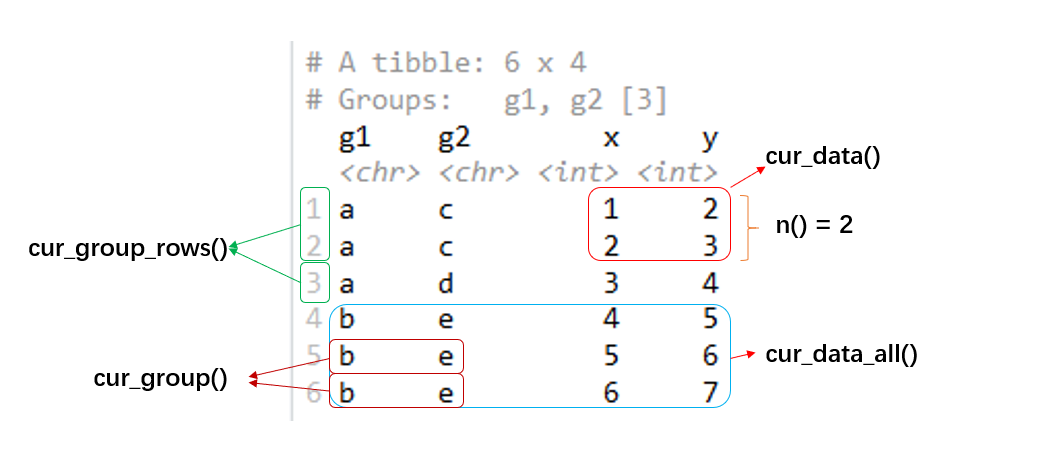 # A tibble: 6 x 4
# Groups:   g1, g2 [3]
g1 g2 x y
<chr> <chr> <int> <int>
cur_data()
1 a c 1 2
n() = 2
2 a c 2 3
cur_group_rows()
3 a d 3 4
4 b e 4 5
5 b e 5 6
cur_data_all()
cur_group()
6 b e 6 7